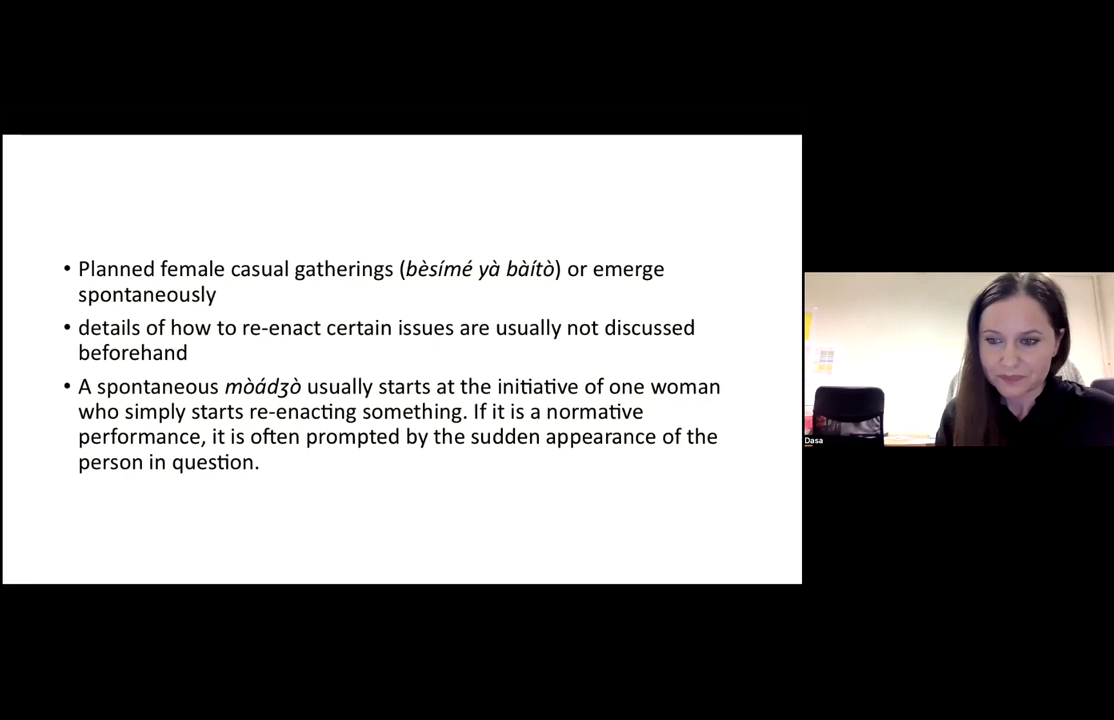 • Planned female casual gatherings (bèsímé yà bàítò) or emerge
spontaneously
• details of how to re-enact certain issues are usually not discussed
beforehand
• A spontaneous mòádʒò usually starts at the initiative of one woman
who simply starts re-enacting something. If it is a normative
performance, it is often prompted by the sudden appearance of the
person in question.
Dasa